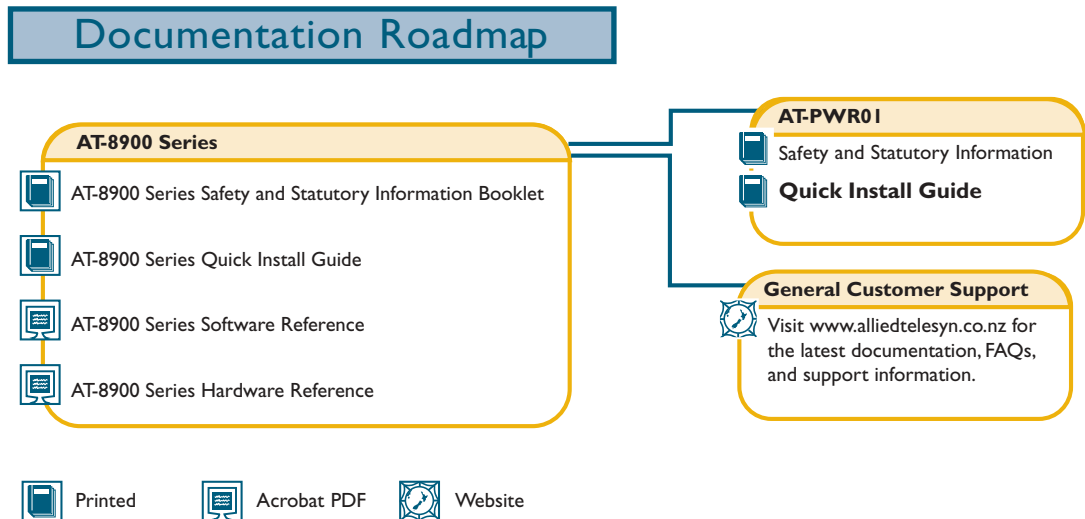 Documentation Roadmap
AT-8900 Series
AT-8900 Series Safety and Statutory Information Booklet
AT-8900 Series Quick Install Guide
AT-8900 Series Software Reference
AT-8900 Series Hardware Reference
AT-PWR01
Safety and Statutory Information
Quick Install Guide
General Customer Support
Visit www.alliedtelesyn.co.nz for
the latest documentation, FAQs,
and support information.
Printed
Acrobat PDF
Website